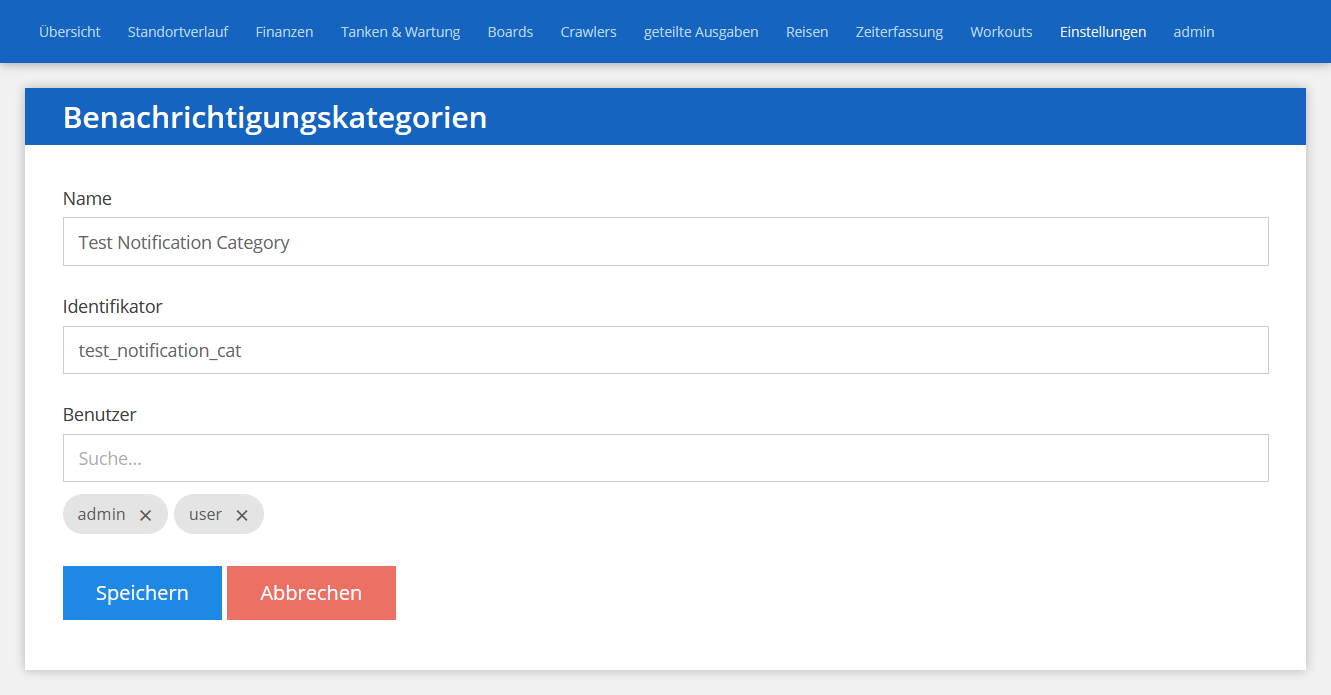 Übersicht Standortverlauf Finanzen Tanken & Wartung Boards Crawlers geteilte Ausgaben Reisen Zeiterfassung Workouts Einstellungen admin
Benachrichtigungskategorien
Name
Test Notification Category
Identifikator
test_notification_cat
Benutzer
Suche...
admin × user ×
Speichern Abbrechen